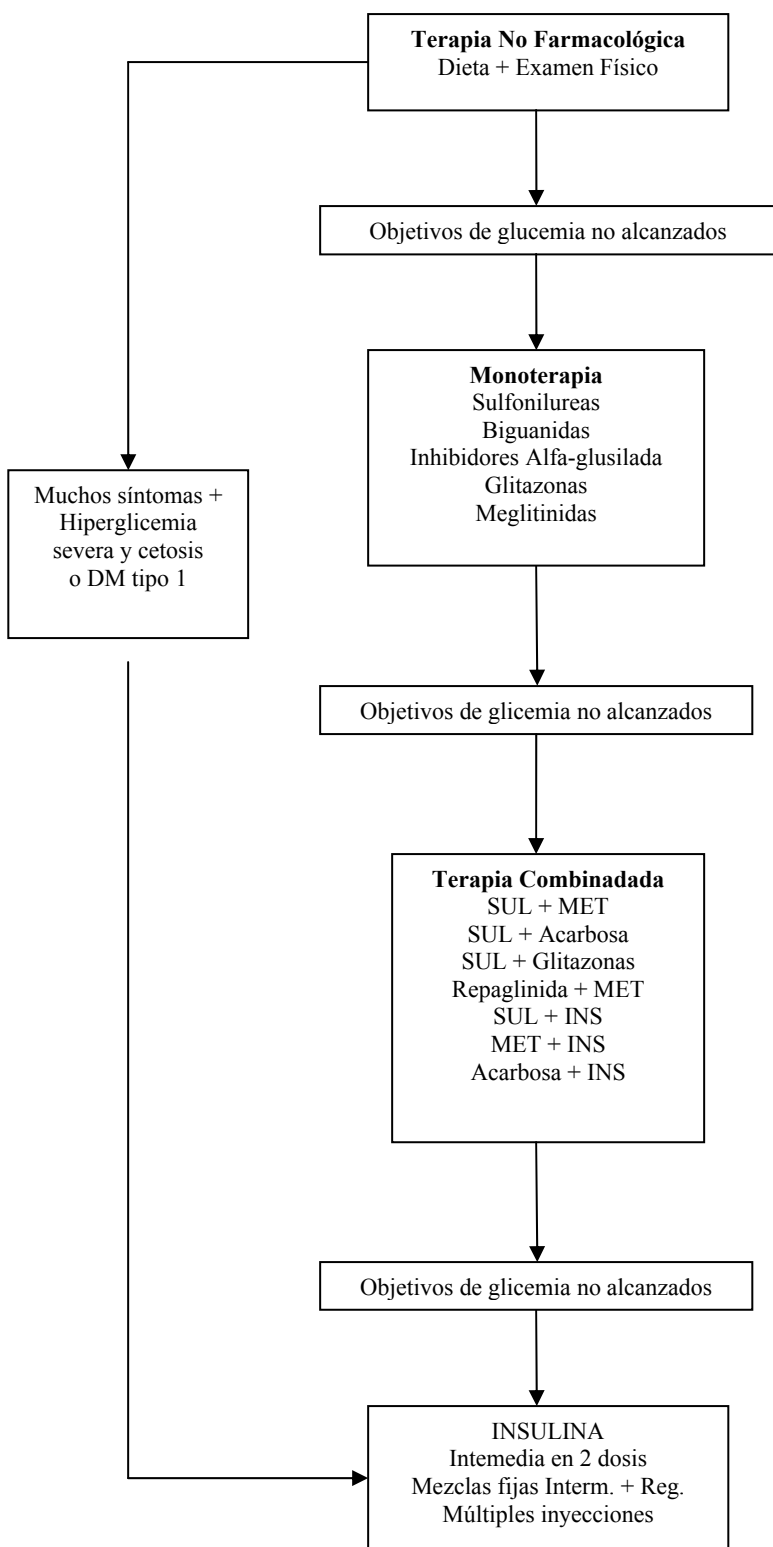 Terapia No Farmacológica
Dieta + Examen Físico
Objetivos de glucemia no alcanzados
Monoterapia
Sulfonilureas
Biguanidas
Inhibidores Alfa-glusilada
Glitazonas
Meglitinidas
Muchos síntomas +
Hiperglicemia
severa y cetosis
o DM tipo 1
Objetivos de glicemia no alcanzados
Terapia Combinadada
SUL + MET
SUL + Acarbosa
SUL + Glitazonas
Repaglinida + MET
SUL + INS
MET + INS
Acarbosa + INS
Objetivos de glicemia no alcanzados
INSULINA
Intemedia en 2 dosis
Mezclas fijas Interm. + Reg.
Múltiples inyecciones